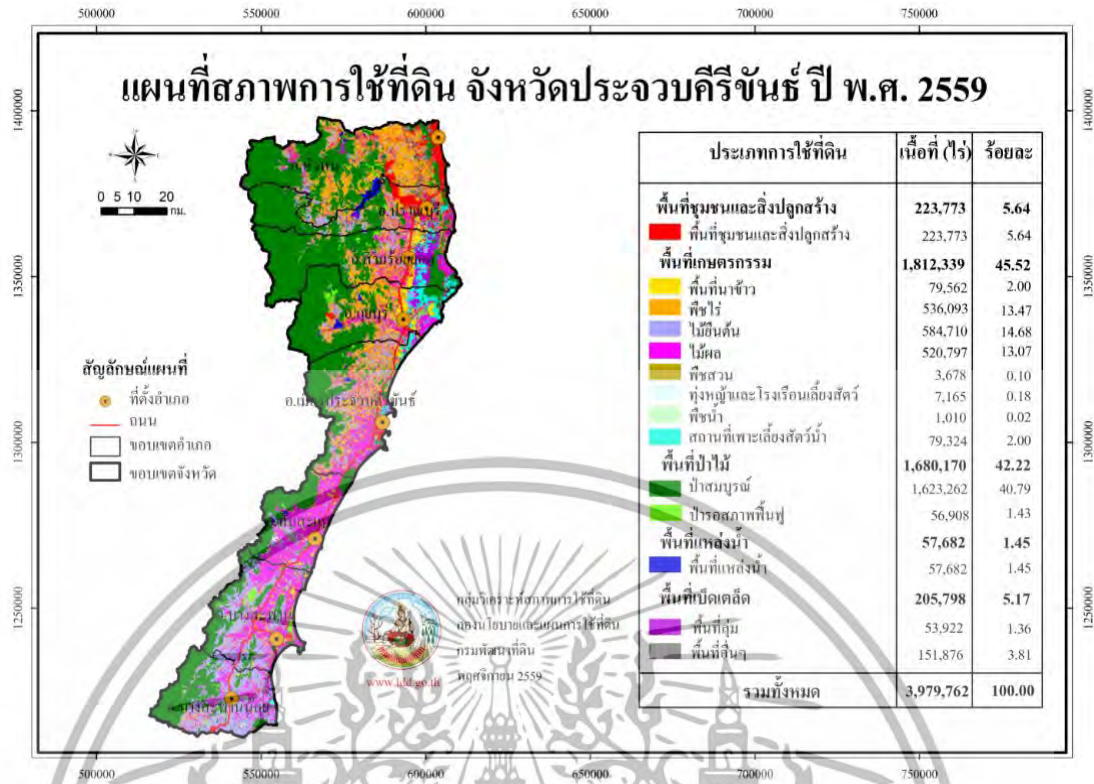 500000 550000 600000 650000 700000 750000
แผนที่สภาพการใช้ที่ดิน จังหวัดประจวบคีรีขันธ์ ปี พ.ศ. 2559
1400000 1400000
1350000 1350000
1300000 1300000
1250000 1250000
0 5 10 20
กม.
อ.ปราณบุรี
อ.กุยบุรี
สัญลักษณ์แผนที่
ที่ตั้งอำเภอ
ถนน
ขอบเขตอำเภอ
ขอบเขตจังหวัด
ประเภทการใช้ที่ดิน เนื้อที่ (ไร่) ร้อยละ
พื้นที่ชุมชนและสิ่งปลูกสร้าง 223,773 5.64
พื้นที่ชุมชนและสิ่งปลูกสร้าง 223,773 5.64
พื้นที่เกษตรกรรม 1,812,339 45.52
พื้นที่นาข้าว 79,562 2.00
พืชไร่ 536,093 13.47
ไม้ยืนต้น 584,710 14.68
ไม้ผล 520,797 13.07
พืชสวน 3,678 0.10
ทุ่งหญ้าและโรงเรือนเลี้ยงสัตว์ 7,165 0.18
พืชน้ำ 1,010 0.02
สถานที่เพาะเลี้ยงสัตว์น้ำ 79,324 2.00
พื้นที่ป่าไม้ 1,680,170 42.22
ป่าสมบูรณ์ 1,623,262 40.79
ป่ารอสภาพฟื้นฟู 56,908 1.43
พื้นที่แหล่งน้ำ 57,682 1.45
พื้นที่แหล่งน้ำ 57,682 1.45
พื้นที่เบ็ดเตล็ด 205,798 5.17
พื้นที่ลุ่ม 53,922 1.36
พื้นที่อื่นๆ 151,876 3.81
รวมทั้งหมด 3,979,762 100.00
กลุ่มวิเคราะห์สภาพการใช้ที่ดิน
กองนโยบายและแผนการใช้ที่ดิน
กรมพัฒนาที่ดิน
พฤศจิกายน 2559
www.ldd.go.th
500000 550000 600000 650000 700000 750000